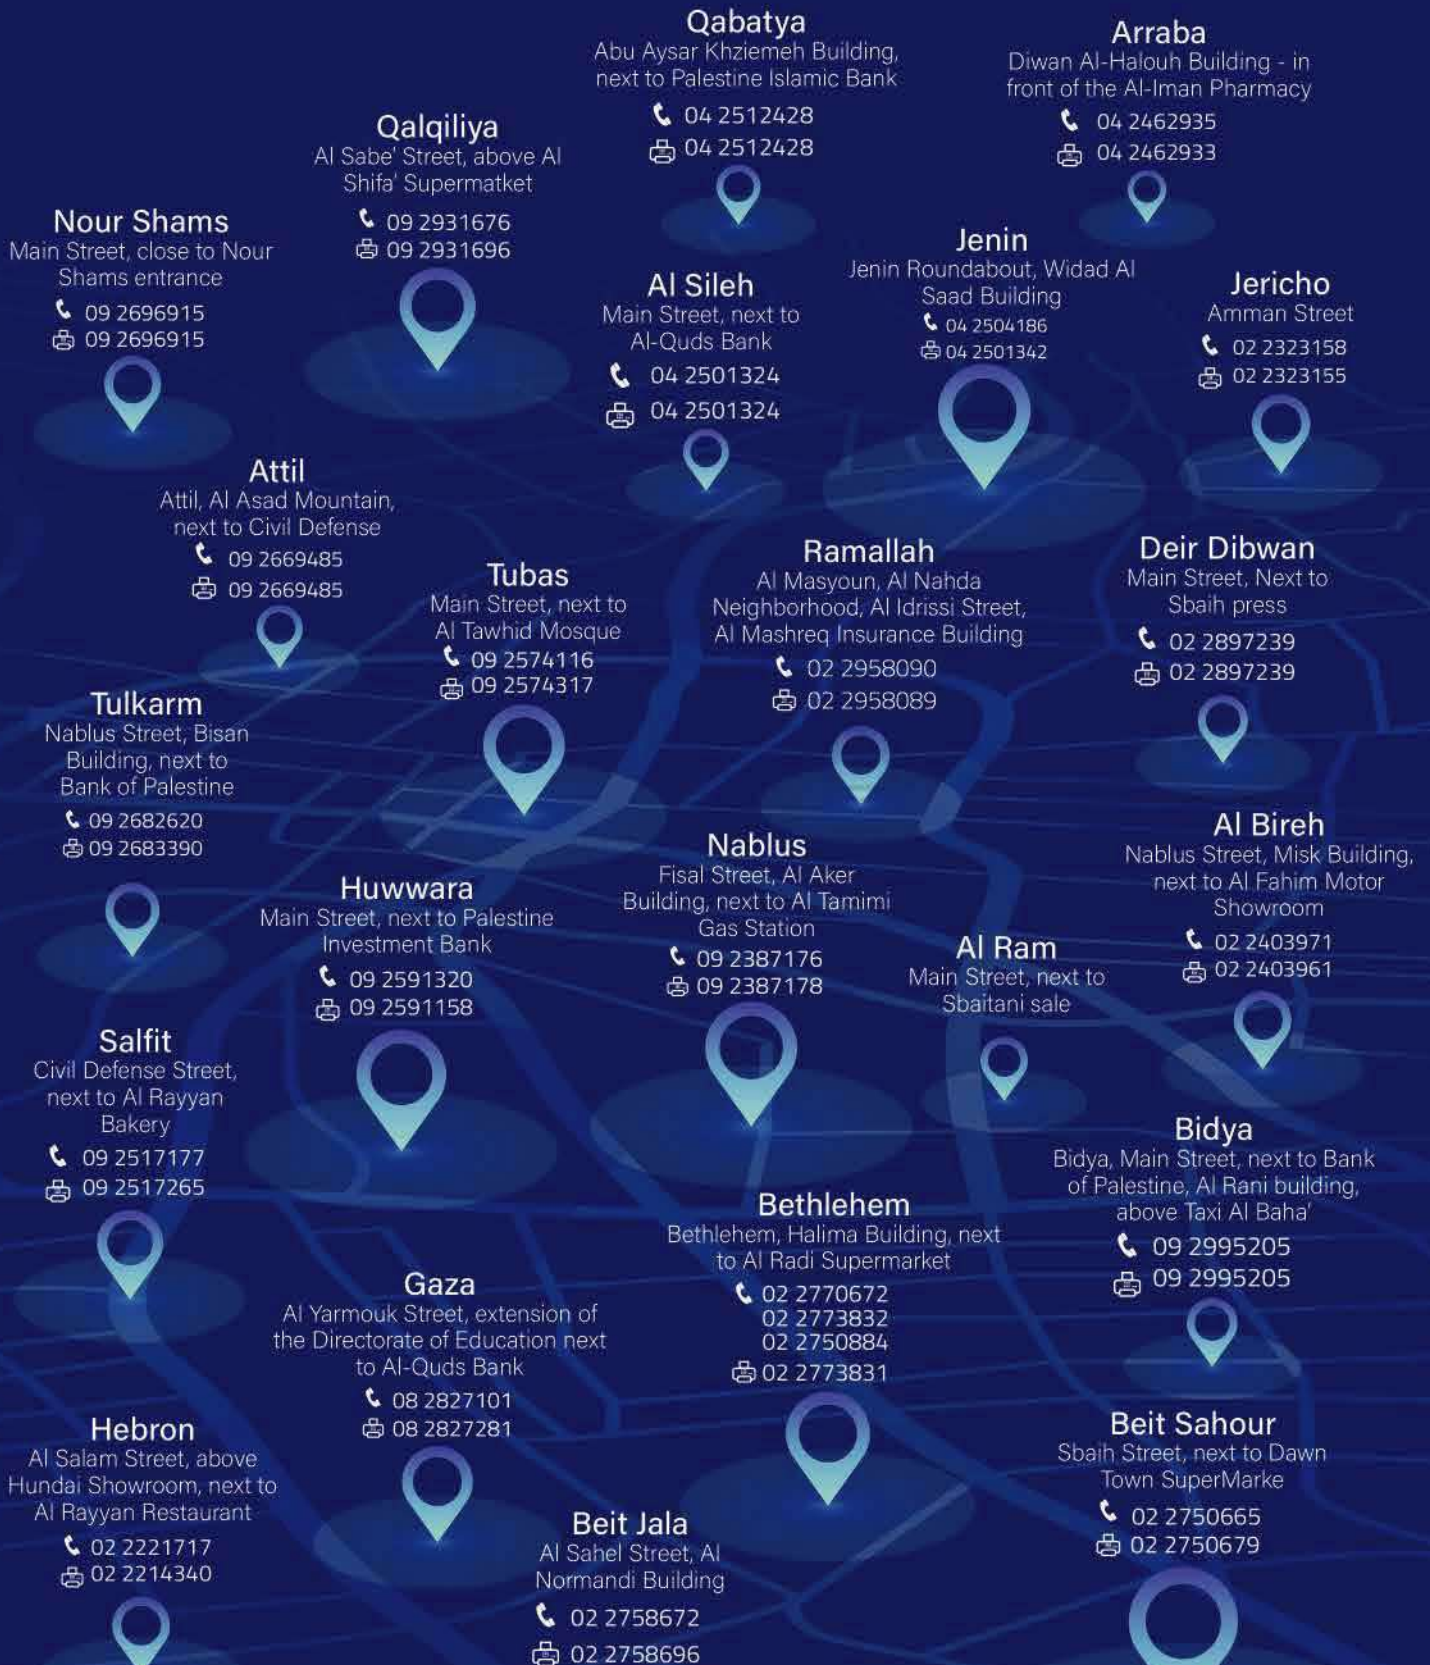 Qabatya
Abu Aysar Khziemeh Building,
next to Palestine Islamic Bank
04 2512428
04 2512428
Arraba
Diwan Al-Halouh Building - in
front of the Al-Iman Pharmacy
04 2462935
04 2462933
Qalqiliya
Al Sabe' Street, above Al
Shifa' Supermatket
09 2931676
09 2931696
Nour Shams
Main Street, close to Nour
Shams entrance
09 2696915
09 2696915
Al Sileh
Main Street, next to
Al-Quds Bank
04 2501324
04 2501324
Jenin
Jenin Roundabout, Widad Al
Saad Building
04 2504186
04 2501342
Jericho
Amman Street
02 2323158
02 2323155
Attil
Attil, Al Asad Mountain,
next to Civil Defense
09 2669485
09 2669485
Tubas
Main Street, next to
Al Tawhid Mosque
09 2574116
09 2574317
Ramallah
Al Masyoun, Al Nahda
Neighborhood, Al Idrissi Street,
Al Mashreq Insurance Building
02 2958090
02 2958089
Deir Dibwan
Main Street, Next to
Sbaih press
02 2897239
02 2897239
Tulkarm
Nablus Street, Bisan
Building, next to
Bank of Palestine
09 2682620
09 2683390
Huwwara
Main Street, next to Palestine
Investment Bank
09 2591320
09 2591158
Nablus
Fisal Street, Al Aker
Building, next to Al Tamimi
Gas Station
09 2387176
09 2387178
Al Ram
Main Street, next to
Sbaitani sale
Al Bireh
Nablus Street, Misk Building,
next to Al Fahim Motor
Showroom
02 2403971
02 2403961
Salfit
Civil Defense Street,
next to Al Rayyan
Bakery
09 2517177
09 2517265
Bidya
Bidya, Main Street, next to Bank
of Palestine, Al Rani building,
above Taxi Al Baha'
09 2995205
09 2995205
Bethlehem
Bethlehem, Halima Building, next
to Al Radi Supermarket
02 2770672
02 2773832
02 2750884
02 2773831
Gaza
Al Yarmouk Street, extension of
the Directorate of Education next
to Al-Quds Bank
08 2827101
08 2827281
Hebron
Al Salam Street, above
Hundai Showroom, next to
Al Rayyan Restaurant
02 2221717
02 2214340
Beit Jala
Al Sahel Street, Al
Normandi Building
02 2758672
02 2758696
Beit Sahour
Sbaih Street, next to Dawn
Town SuperMarke
02 2750665
02 2750679